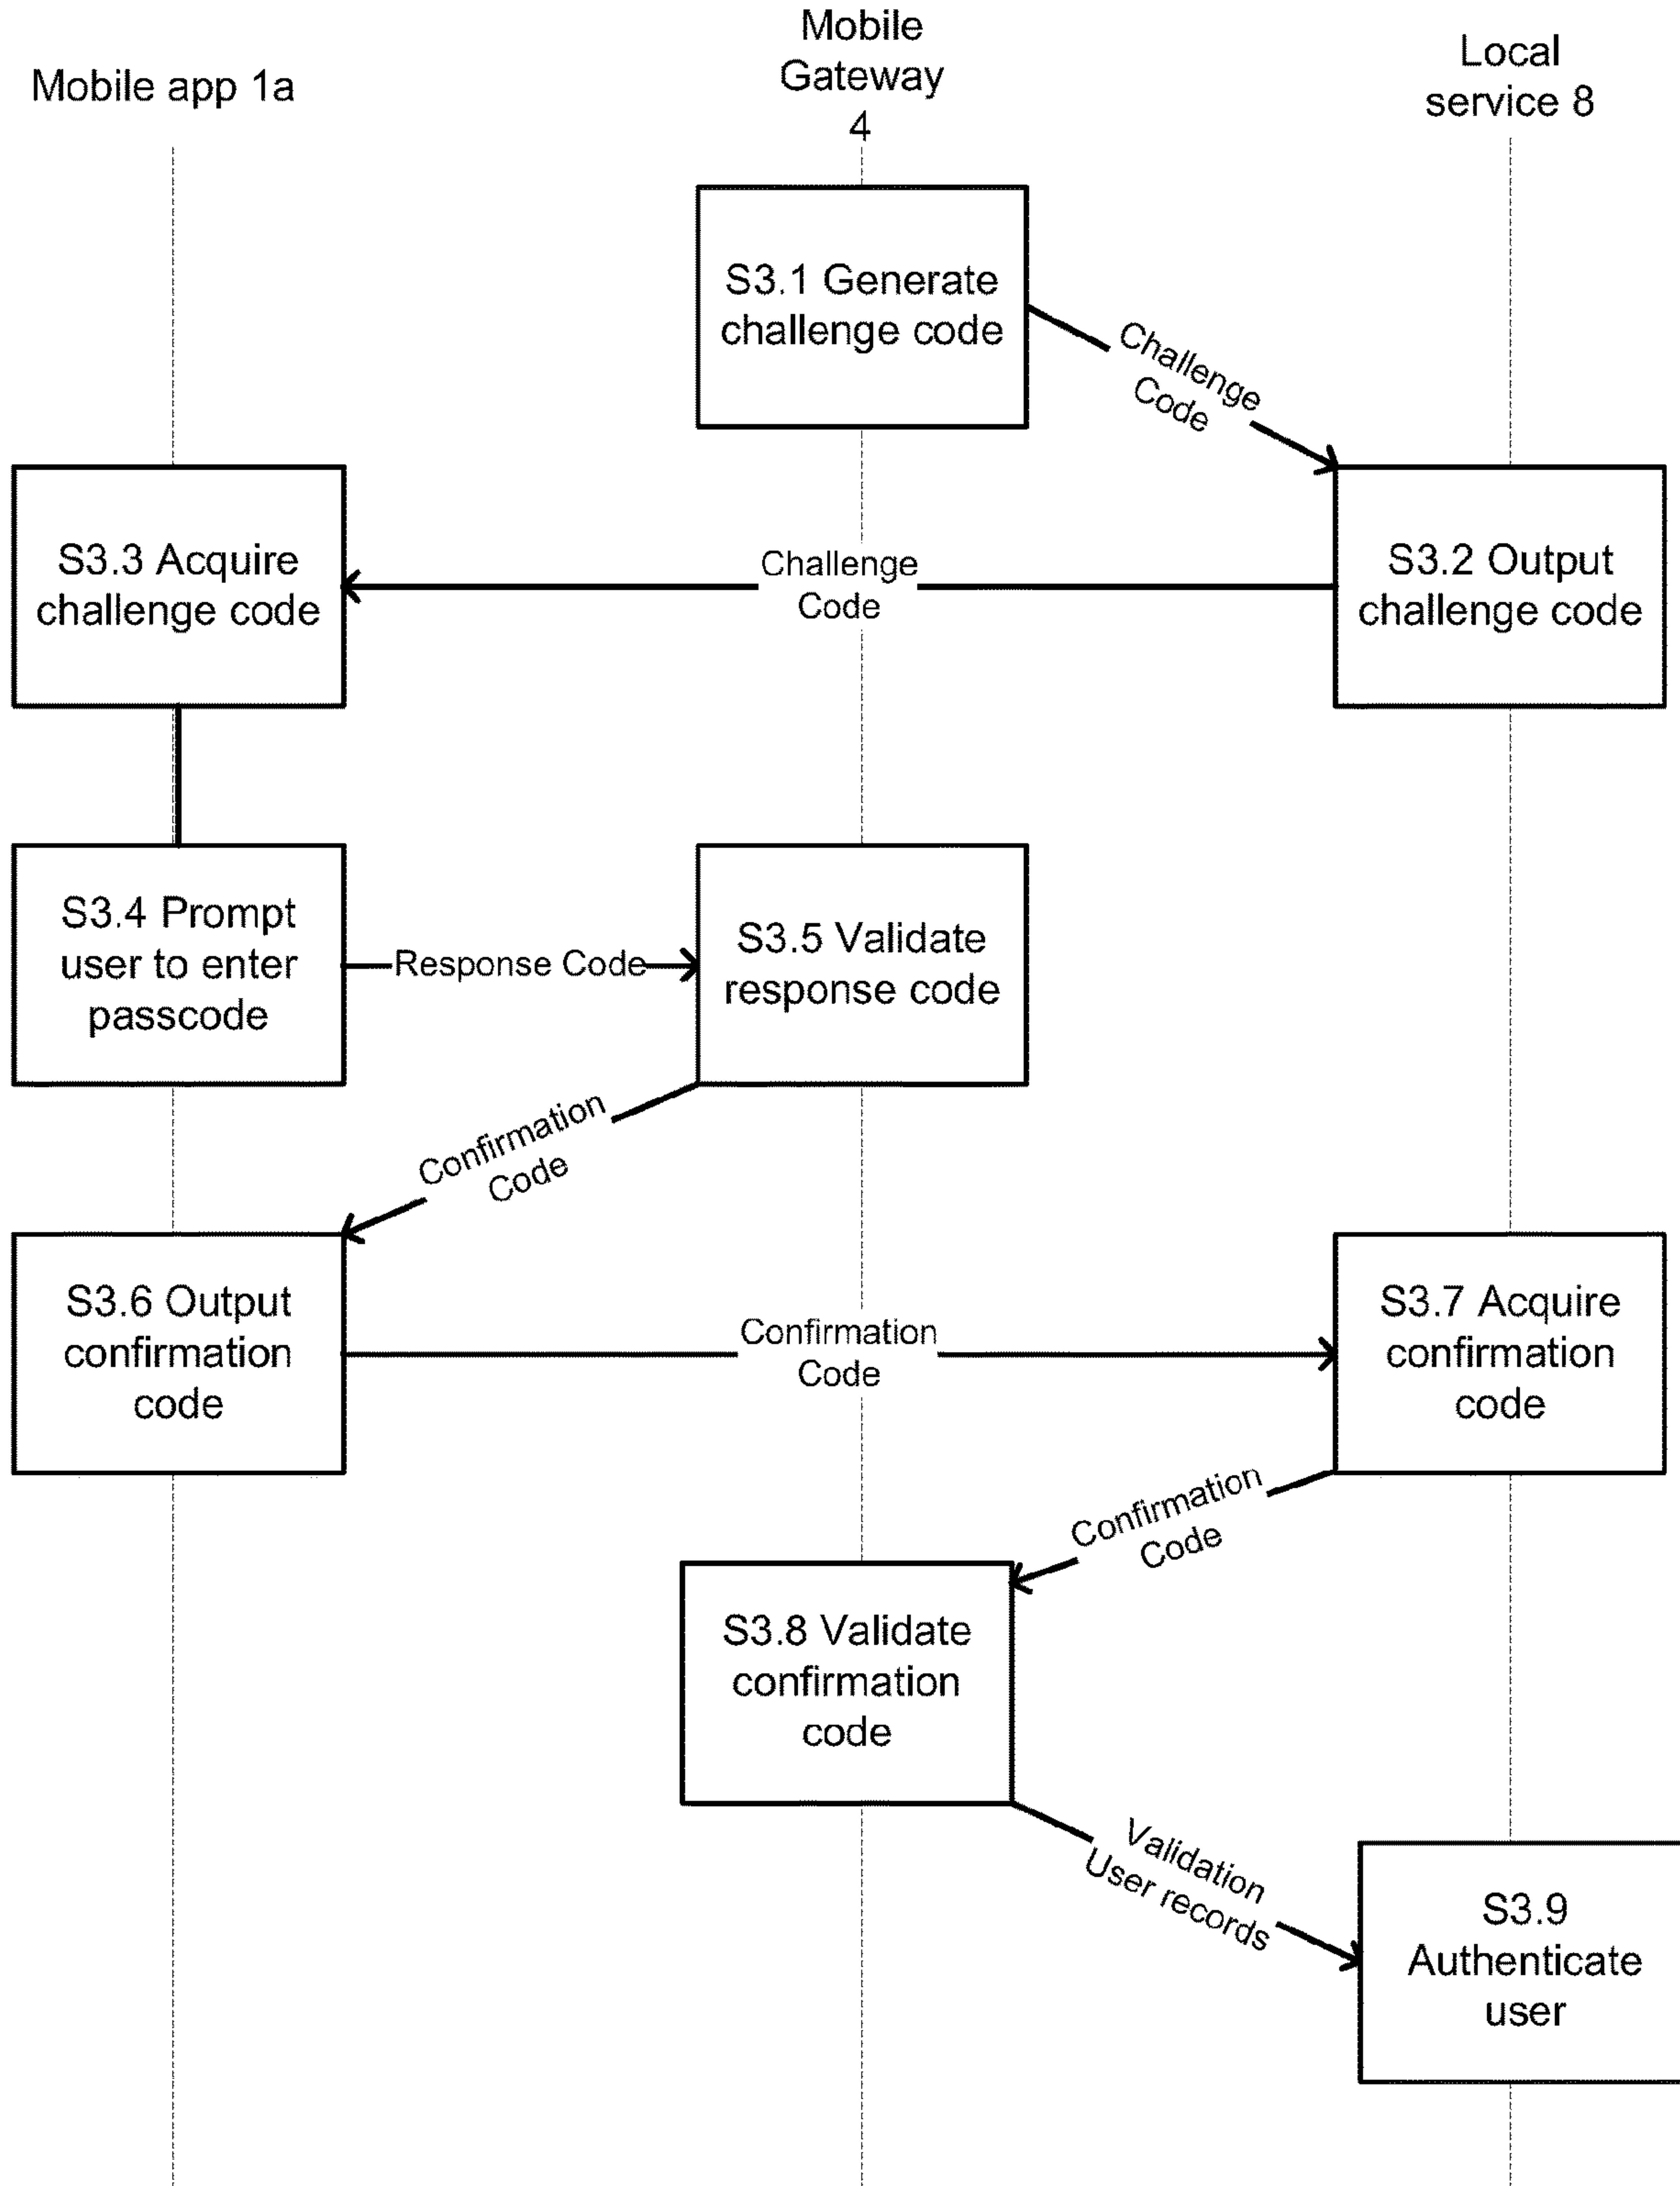 Mobile app 1a
Mobile
Gateway
4
Local
service 8
S3.1 Generate
challenge code
Challenge
Code
S3.3 Acquire
challenge code
Challenge
Code
S3.2 Output
challenge code
S3.4 Prompt
user to enter
passcode
Response Code
S3.5 Validate
response code
Confirmation
Code
S3.6 Output
confirmation
code
Confirmation
Code
S3.7 Acquire
confirmation
code
Confirmation
Code
S3.8 Validate
confirmation
code
Validation
User records
S3.9
Authenticate
user